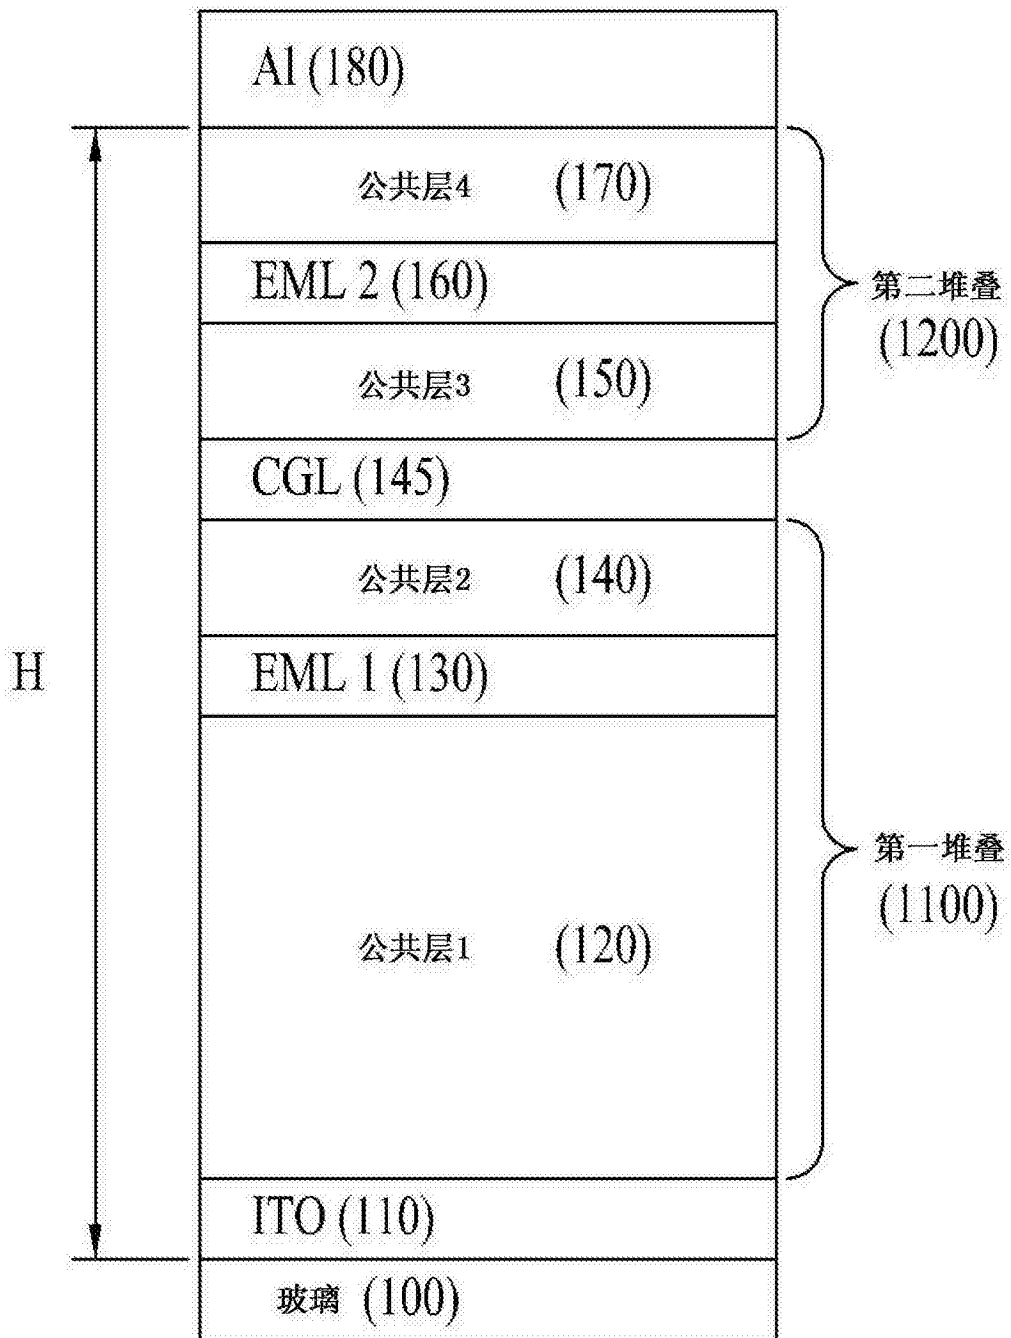 Al (180)
公共层4 (170)
EML 2 (160)
第二堆叠
(1200)
公共层3 (150)
CGL (145)
公共层2 (140)
H
EML 1 (130)
第一堆叠
(1100)
公共层1 (120)
ITO (110)
玻璃 (100)